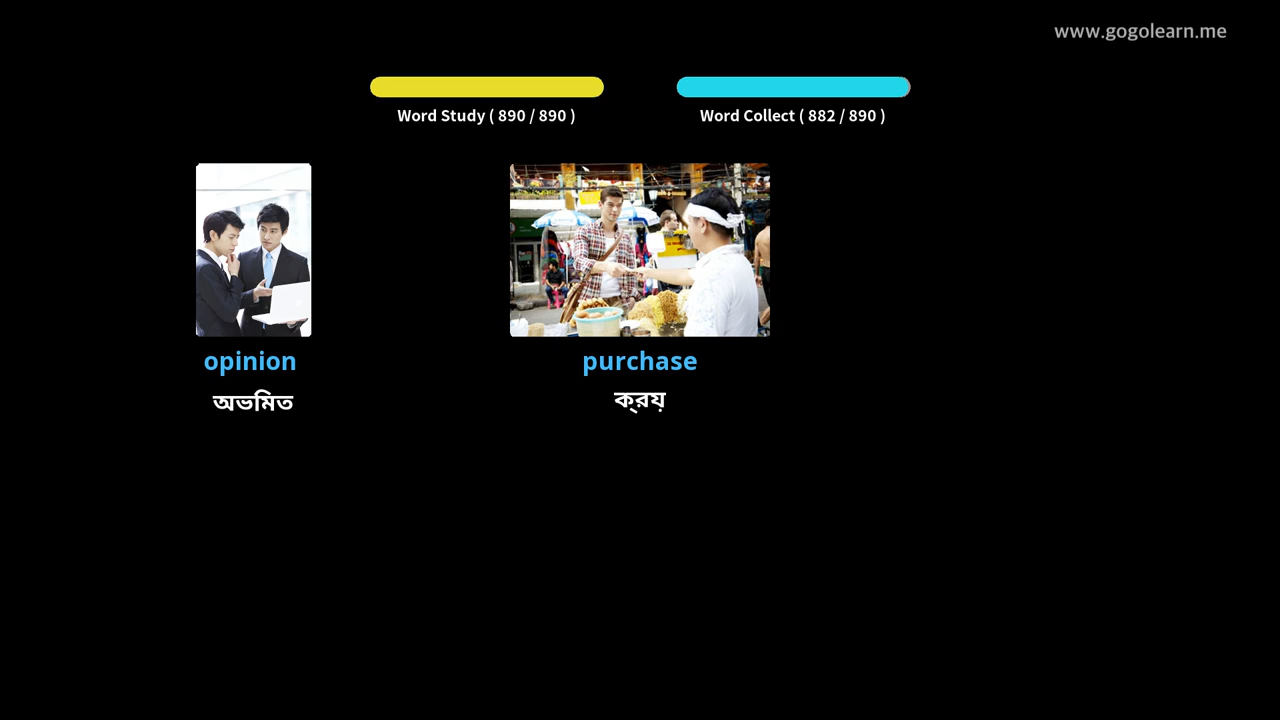 www.gogolearn.me
Word Study ( 890 / 890 )
Word Collect ( 882 / 890 )
opinion
purchase
অভমিত
ক্রয়